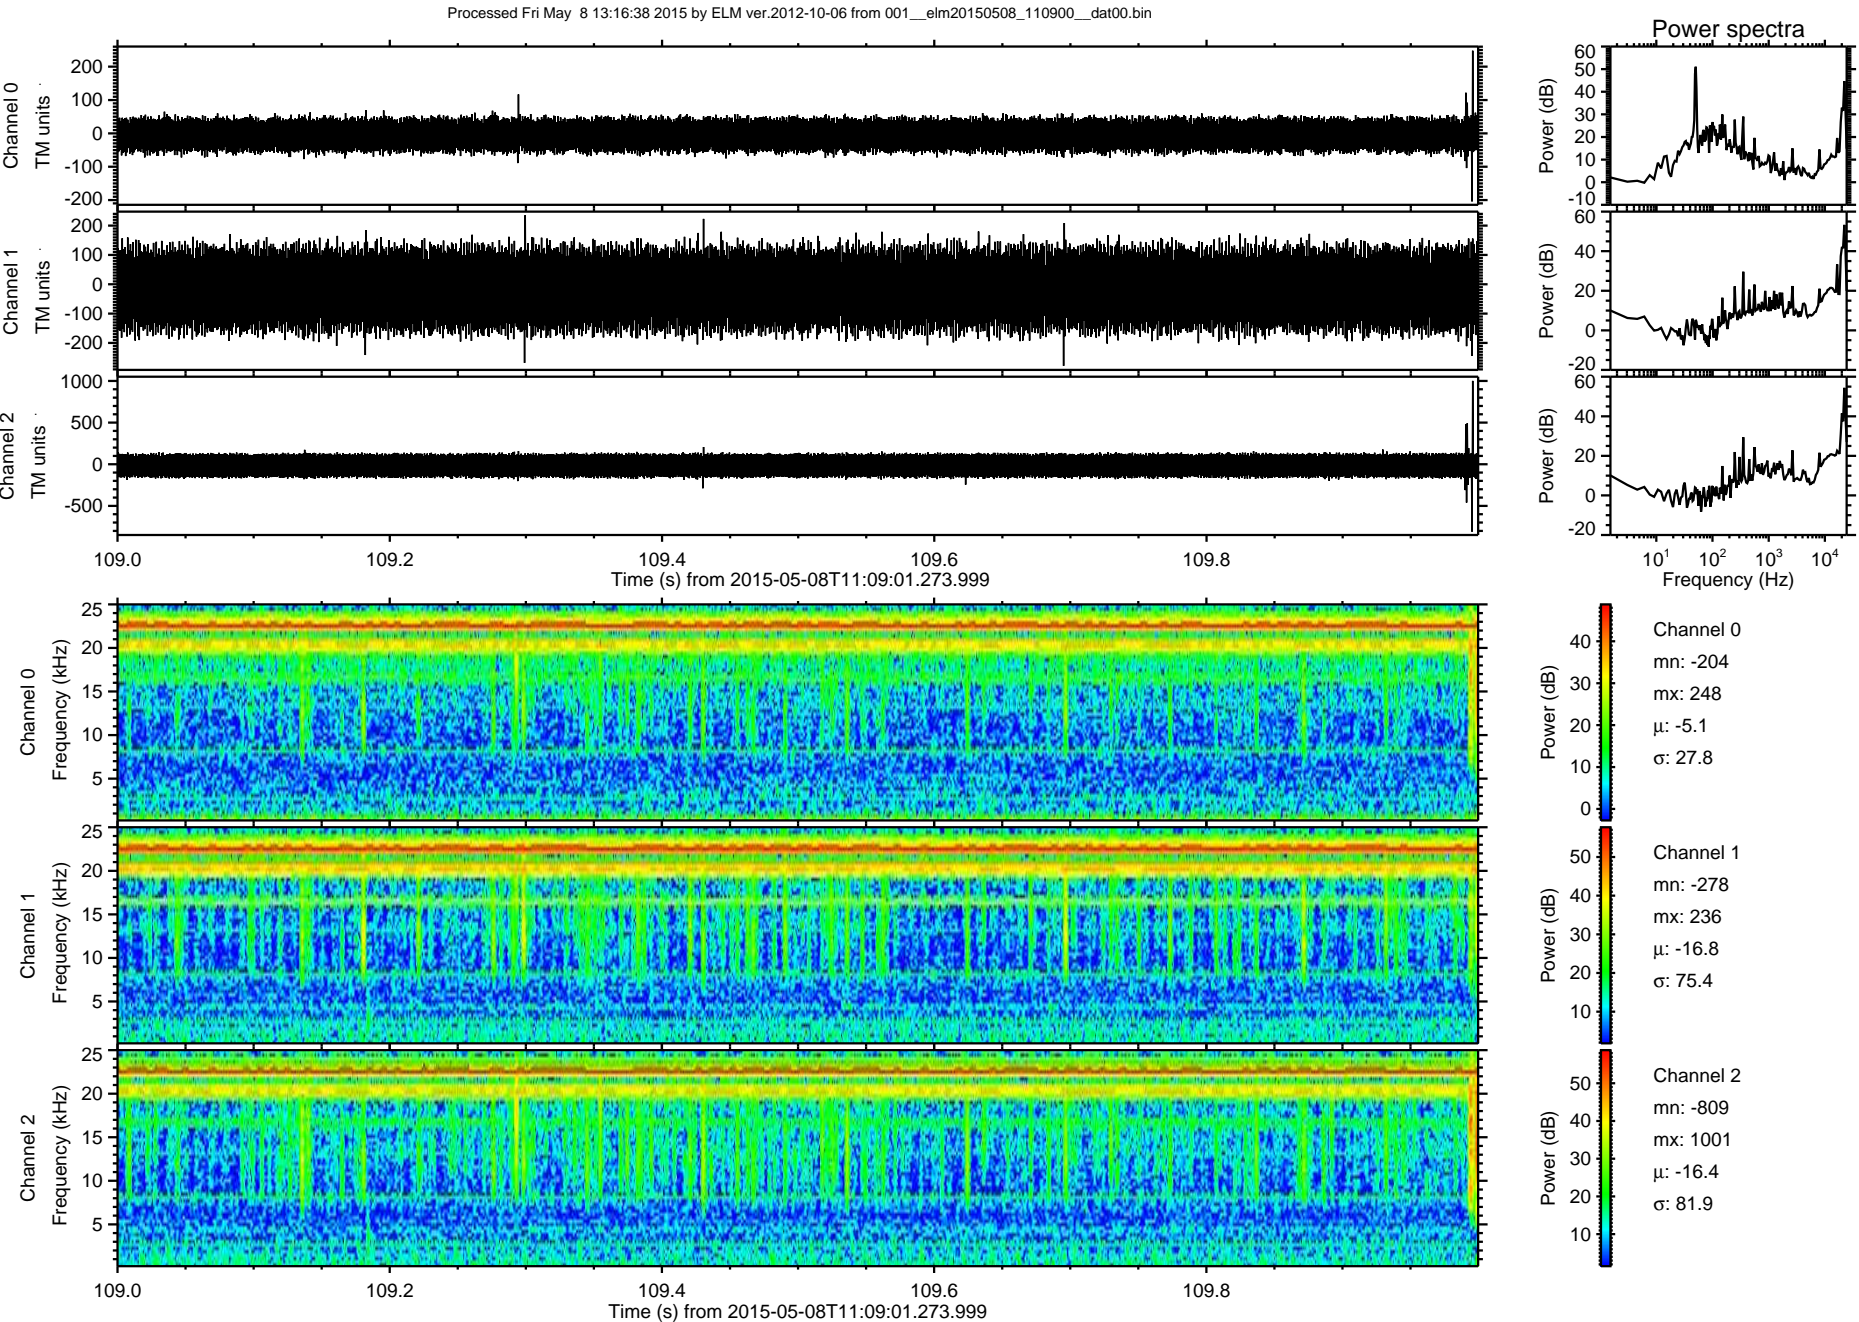 Processed Fri May  8 13:16:38 2015 by ELM ver.2012-10-06 from 001__elm20150508_110900__dat00.bin
Power spectra
Channel 0
TM units
200
100
0
-100
-200
Power (dB)
60
50
40
30
20
10
0
-10
Channel 1
TM units
200
100
0
-100
-200
Power (dB)
60
40
20
0
-20
Channel 2
TM units
1000
500
0
-500
Power (dB)
60
40
20
0
-20
109.0 109.2 109.4 109.6 109.8
Time (s) from 2015-05-08T11:09:01.273.999
10¹ 10² 10³ 10⁴
Frequency (Hz)
Channel 0
Frequency (kHz)
25
20
15
10
5
Power (dB)
40
30
20
10
0
Channel 0
mn: -204
mx: 248
μ: -5.1
σ: 27.8
Channel 1
Frequency (kHz)
25
20
15
10
5
Power (dB)
50
40
30
20
10
Channel 1
mn: -278
mx: 236
μ: -16.8
σ: 75.4
Channel 2
Frequency (kHz)
25
20
15
10
5
Power (dB)
50
40
30
20
10
Channel 2
mn: -809
mx: 1001
μ: -16.4
σ: 81.9
109.0 109.2 109.4 109.6 109.8
Time (s) from 2015-05-08T11:09:01.273.999